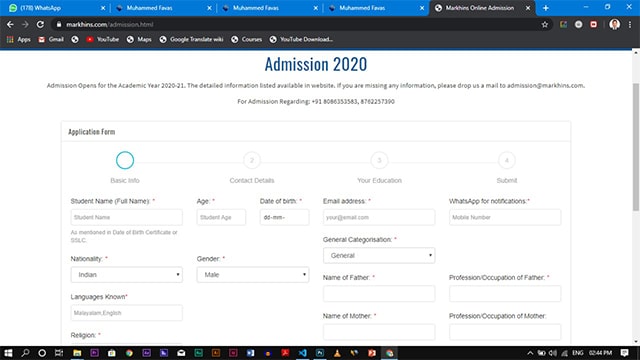 (178) WhatsApp
Muhammed Favas
Muhammed Favas
Muhammed Favas
Markhins Online Admission
markhins.com/admission.html
Apps
Gmail
YouTube
Maps
Google Translate wiki
Courses
YouTube Download...
Admission 2020
Admission Opens for the Academic Year 2020-21. The detailed information listed available in website. If you are missing any information, please drop us a mail to admission@markhins.com.
For Admission Regarding: +91 8086353583, 8762257390
Application Form
2
3
4
Basic Info
Contact Details
Your Education
Submit
Student Name (Full Name): *
Age: *
Date of birth: *
Email address: *
WhatsApp for notifications:*
Student Name
Student Age
dd-mm-
your@email.com
Mobile Number
As mentioned in Date of Birth Certificate or
SSLC.
General Categorisation: *
General
Nationality: *
Gender: *
Indian
Male
Name of Father: *
Profession/Occupation of Father: *
Languages Known*
Malayalam,English
Name of Mother: *
Profession/Occupation of Mother:
Religion: *
ENG
02:44 PM